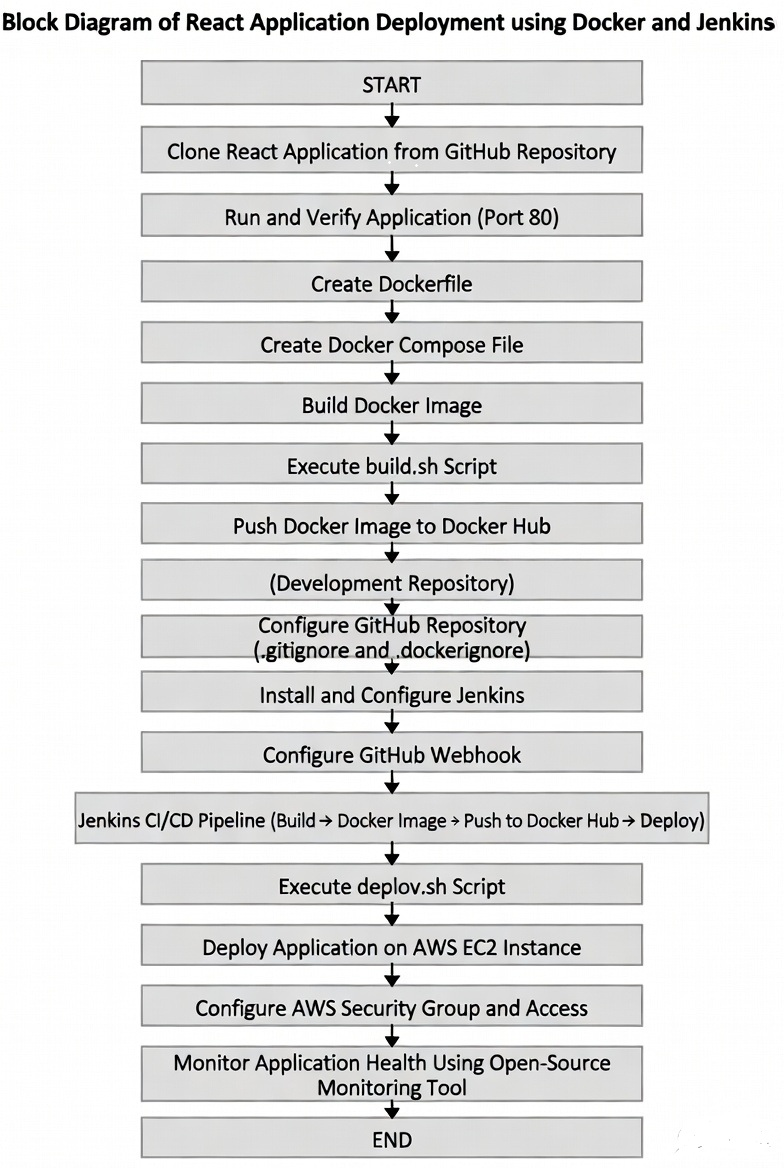 Block Diagram of React Application Deployment using Docker and Jenkins
START
Clone React Application from GitHub Repository
Run and Verify Application (Port 80)
Create Dockerfile
Create Docker Compose File
Build Docker Image
Execute build.sh Script
Push Docker Image to Docker Hub
(Development Repository)
Configure GitHub Repository
(.gitignore and .dockerignore)
Install and Configure Jenkins
Configure GitHub Webhook
Jenkins CI/CD Pipeline (Build → Docker Image → Push to Docker Hub → Deploy)
Execute deplov.sh Script
Deploy Application on AWS EC2 Instance
Configure AWS Security Group and Access
Monitor Application Health Using Open-Source
Monitoring Tool
END